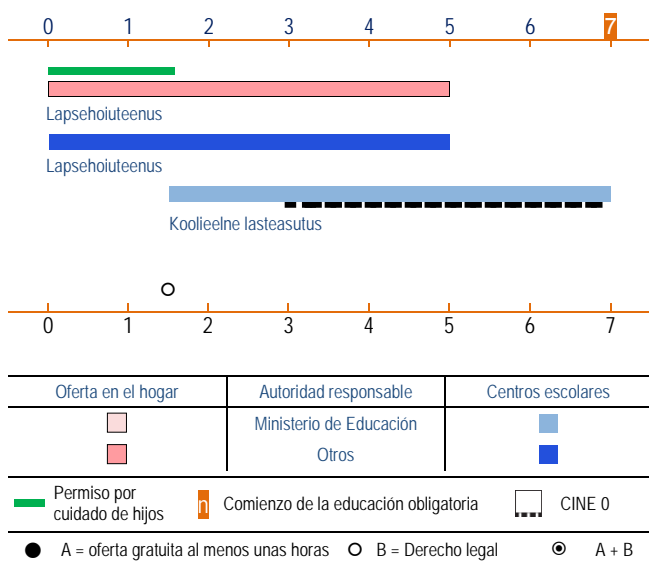 0 1 2 3 4 5 6 7
Lapsehoiuteenus
Lapsehoiuteenus
Koolieelne lasteasutus
0 1 2 3 4 5 6 7
Oferta en el hogar Autoridad responsable Centros escolares
Ministerio de Educación
Otros
Permiso por
cuidado de hijos
n Comienzo de la educación obligatoria CINE 0
A = oferta gratuita al menos unas horas B = Derecho legal A + B